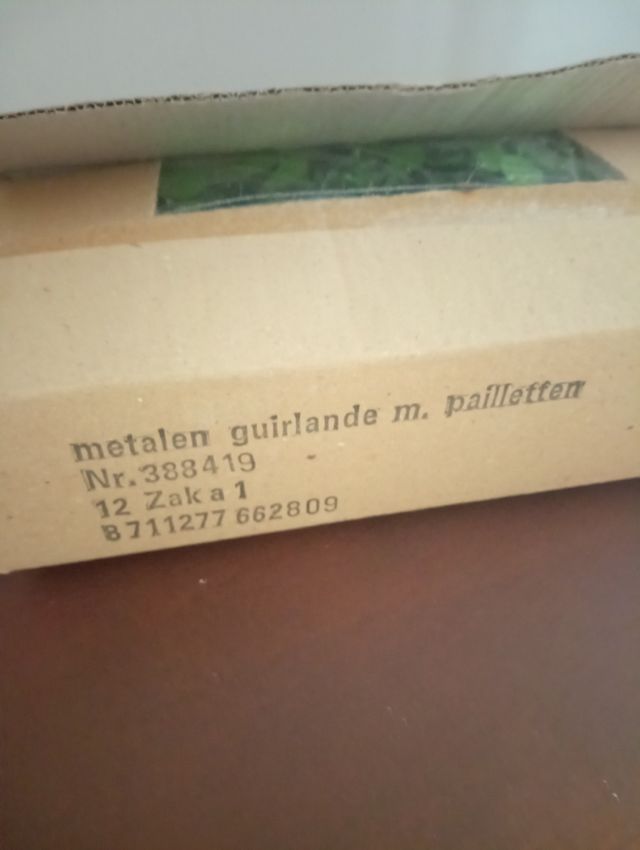 metalen guirlande m. pailletten
Nr.388419
12 Zak a 1
8711277 662809